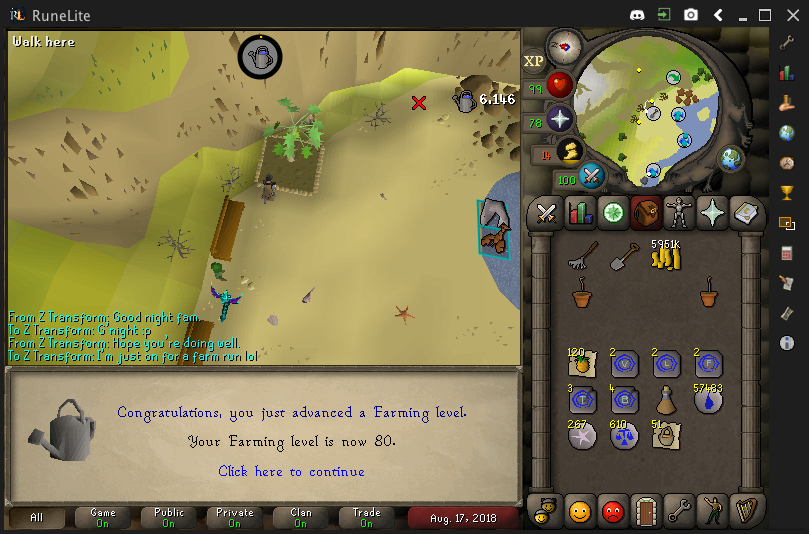 RuneLite
Walk here
6,146
XP
99
78
14
100
From Z Transform: Good night fam.
To Z Transform: G'night :p
From Z Transform: Hope you're doing well.
To Z Transform: I'm just on for a farm run lol
Congratulations, you just advanced a Farming level.
Your Farming level is now 80.
Click here to continue
5951K
120
2
2
2
V
L
F
3
4
57483
T
B
267
610
51
All
Game
On
Public
On
Private
On
Clan
On
Trade
On
Aug. 17, 2018